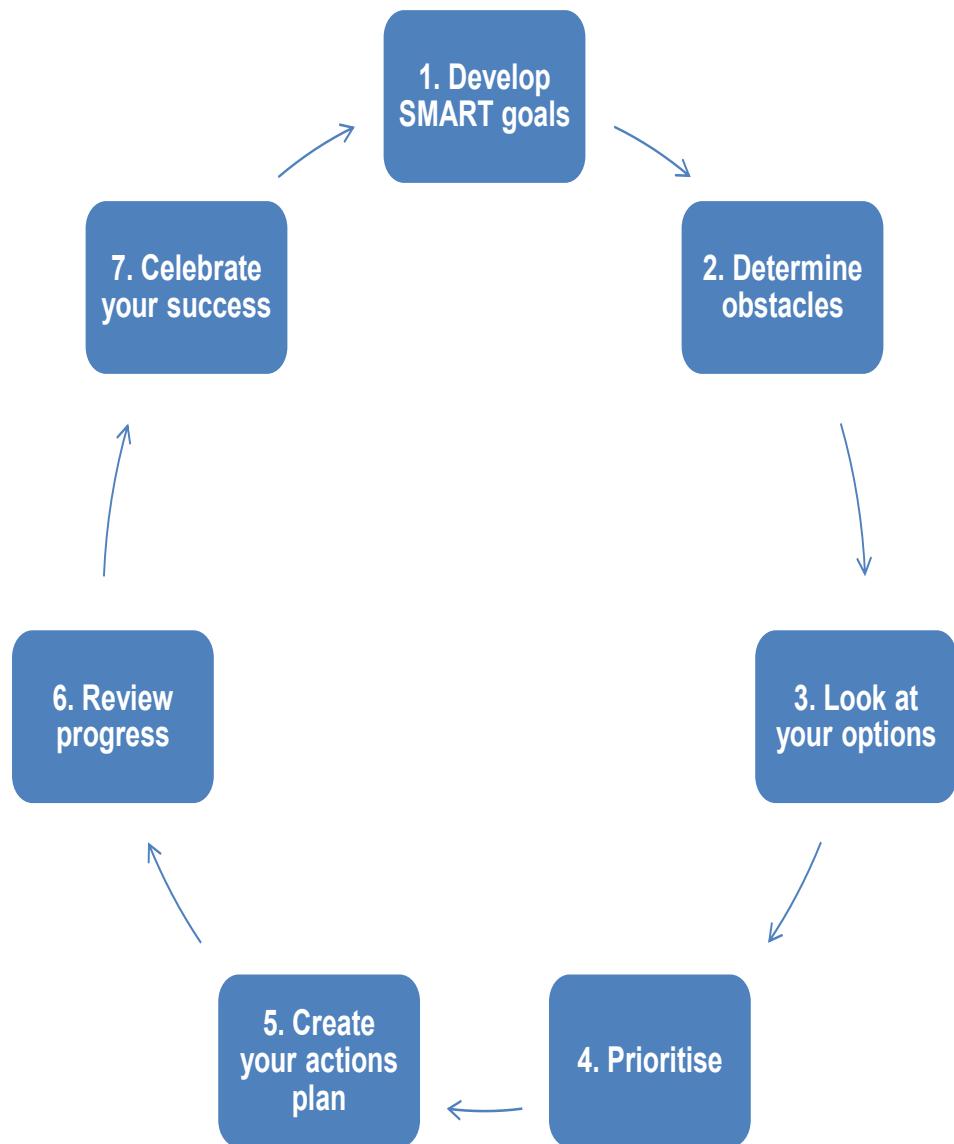 1. Develop
SMART goals
2. Determine
obstacles
3. Look at
your options
4. Prioritise
5. Create
your actions
plan
6. Review
progress
7. Celebrate
your success